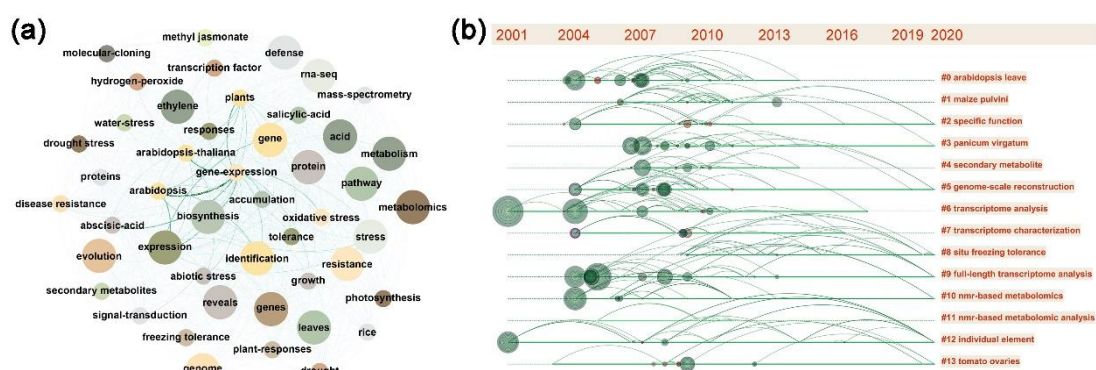 (a)
methyl jasmonate
molecular-cloning
defense
transcription factor
rna-seq
hydrogen-peroxide
plants
mass-spectrometry
ethylene
salicylic-acid
water-stress
responses
gene
acid
drought stress
arabidopsis-thaliana
metabolism
gene-expression
protein
proteins
pathway
arabidopsis
accumulation
disease resistance
metabolomics
biosynthesis
oxidative stress
abscisic-acid
expression
tolerance
stress
evolution
identification
resistance
abiotic stress
growth
secondary metabolites
photosynthesis
reveals
genes
signal-transduction
leaves
rice
freezing tolerance
plant-responses
genome
(b)
2001 2004 2007 2010 2013 2016 2019 2020
#0 arabidopsis leave
#1 maize pulvini
#2 specific function
#3 panicum virgatum
#4 secondary metabolite
#5 genome-scale reconstruction
#6 transcriptome analysis
#7 transcriptome characterization
#8 situ freezing tolerance
#9 full-length transcriptome analysis
#10 nmr-based metabolomics
#11 nmr-based metabolomic analysis
#12 individual element
#13 tomato ovaries